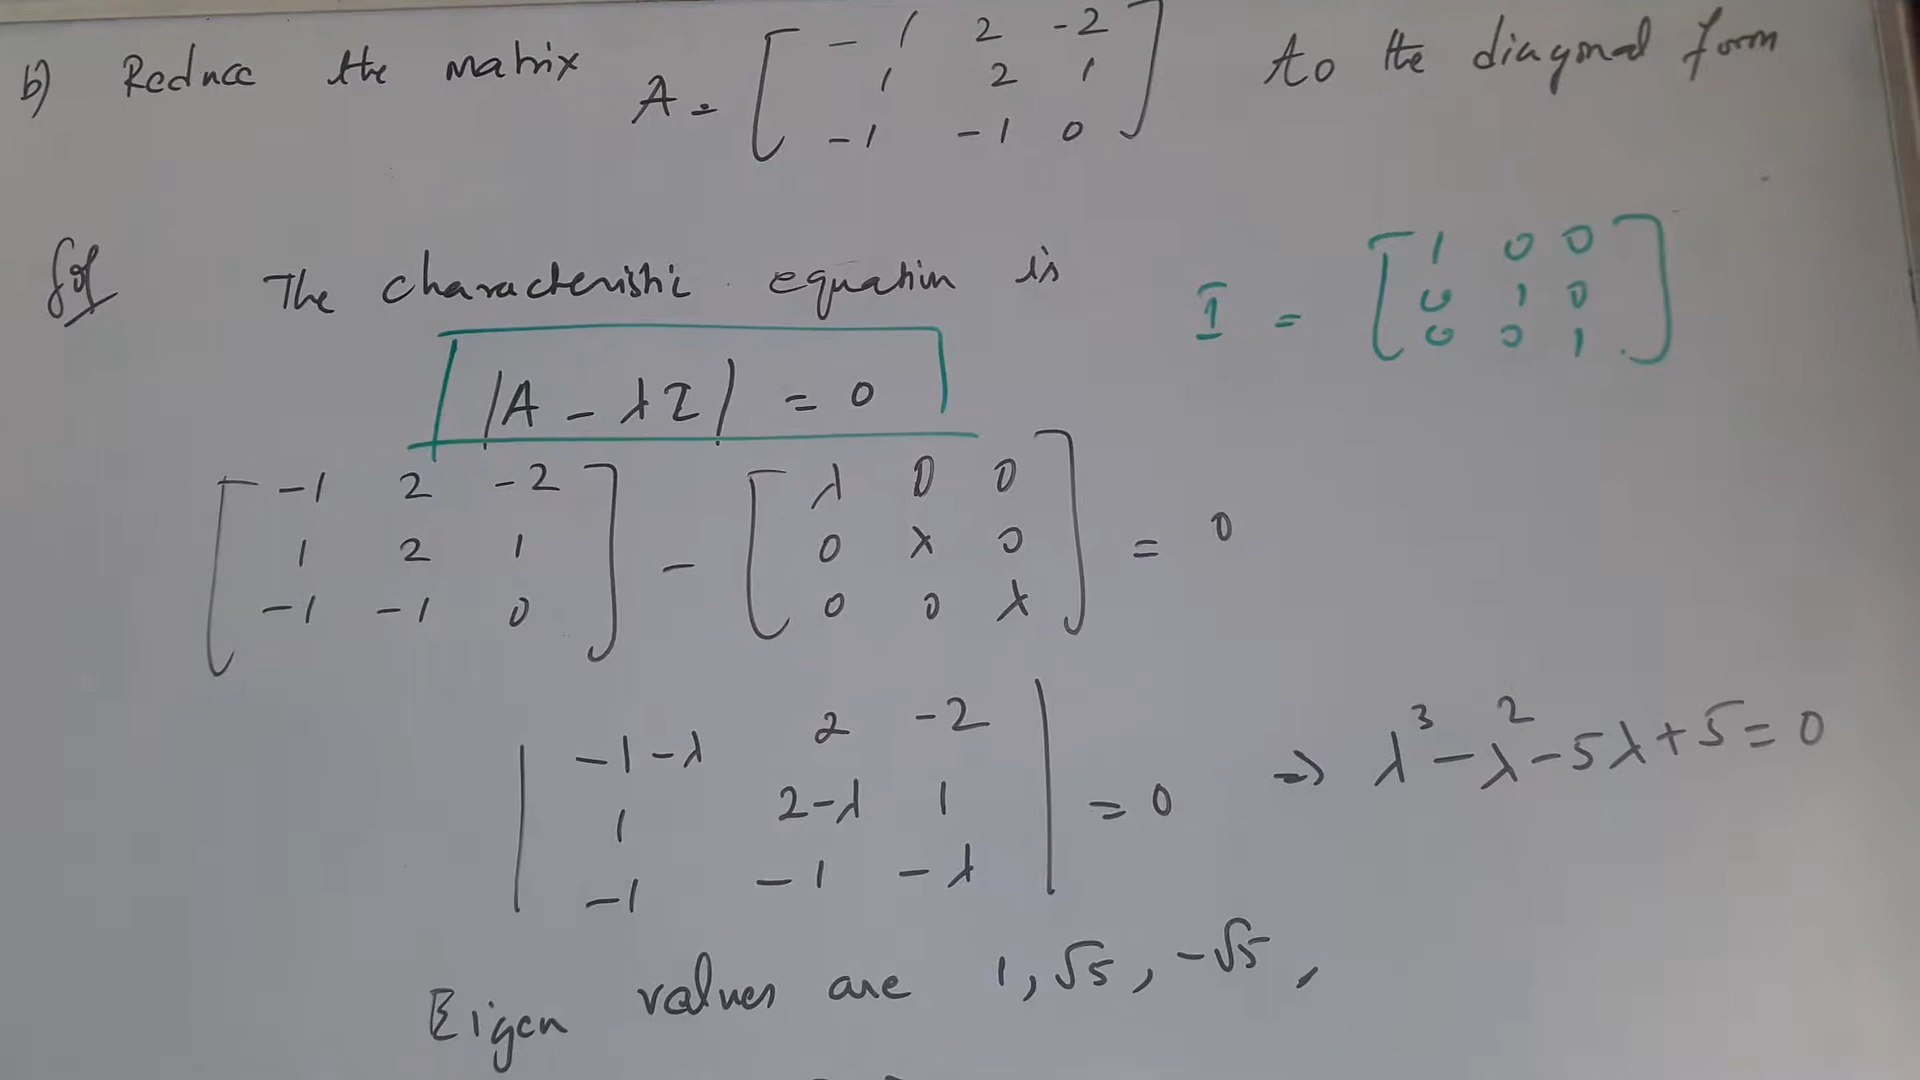 b) Reduce the matrix A = [ -1 2 -2
1 2 1
-1 -1 0 ] to the diagonal form
Sol The characteristic equation is
I = [ 1 0 0
0 1 0
0 0 1 ]
|A - λI| = 0
[ -1 2 -2
1 2 1
-1 -1 0 ] - [ λ 0 0
0 λ 0
0 0 λ ] = 0
| -1-λ 2 -2
1 2-λ 1
-1 -1 -λ | = 0 ⇒ λ³ - λ² - 5λ + 5 = 0
Eigen values are 1, √5, -√5,